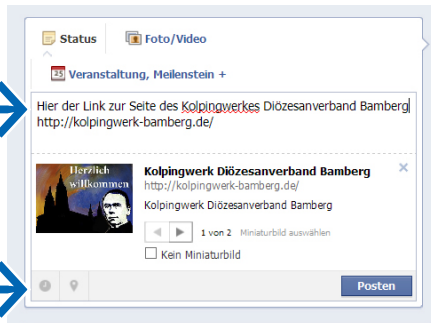 Status Foto/Video
25 Veranstaltung, Meilenstein +
Hier der Link zur Seite des Kolpingwerkes Diözesanverband Bamberg
http://kolpingwerk-bamberg.de/
Herzlich
willkommen
Kolpingwerk Diözesanverband Bamberg
http://kolpingwerk-bamberg.de/
Kolpingwerk Diözesanverband Bamberg
1 von 2 Miniaturbild auswählen
Kein Miniaturbild
Posten